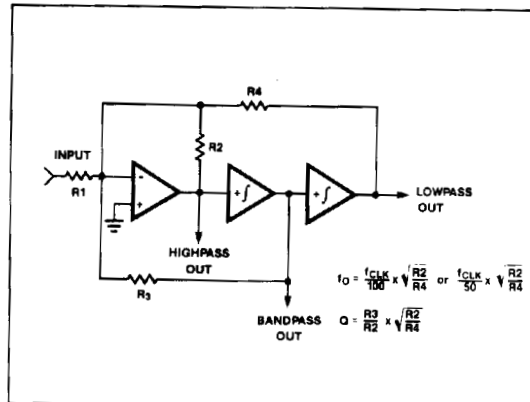 R4
R2
INPUT
R1
-
+
+∫
+∫
LOWPASS
OUT
HIGHPASS
OUT
R3
BANDPASS
OUT
fO = fCLK/100 x √R2/R4 or fCLK/50 x √R2/R4
Q = R3/R2 x √R2/R4